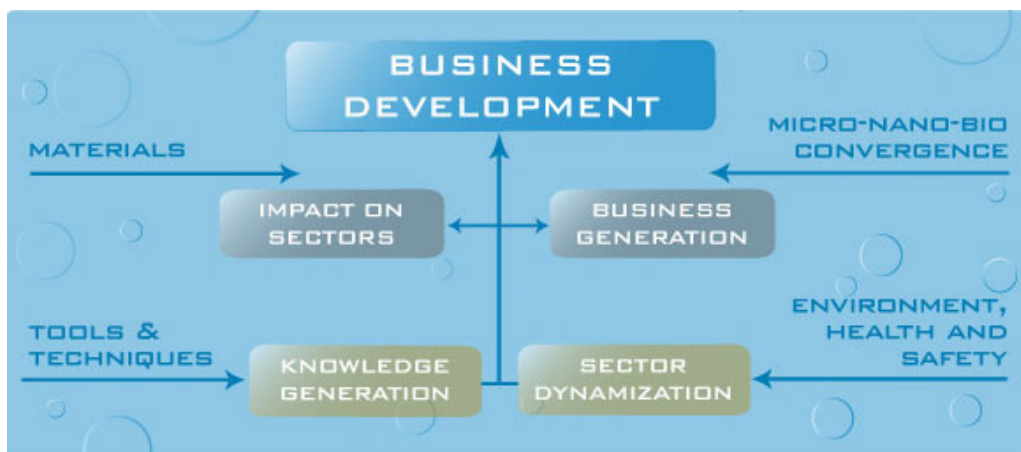 BUSINESS
DEVELOPMENT
MATERIALS
MICRO-NANO-BIO
CONVERGENCE
IMPACT ON
SECTORS
BUSINESS
GENERATION
TOOLS &
TECHNIQUES
ENVIRONMENT,
HEALTH AND
SAFETY
KNOWLEDGE
GENERATION
SECTOR
DYNAMIZATION